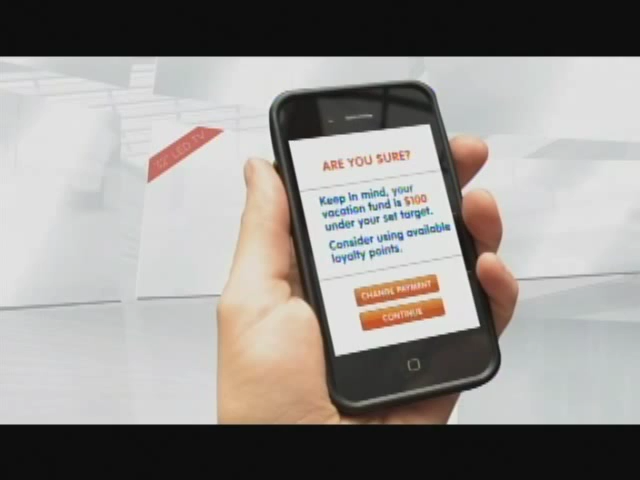 52" LED TV
ARE YOU SURE?
Keep in mind, your
vacation fund is $100
under your set target.
Consider using available
loyalty points.
CHANGE PAYMENT
CONTINUE